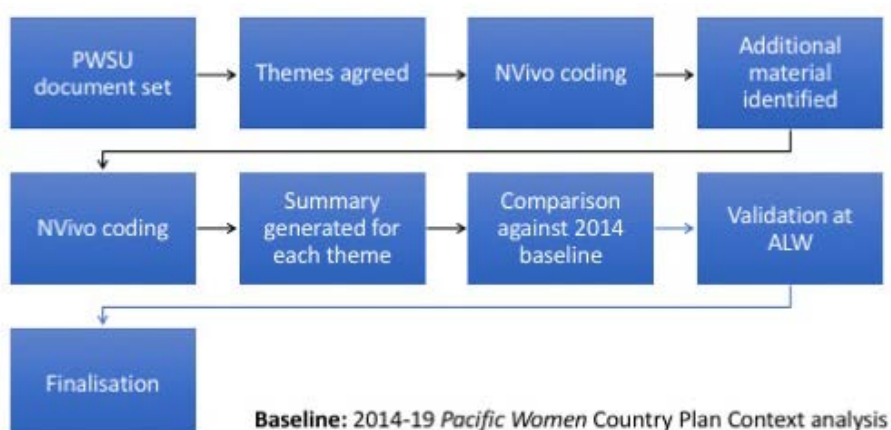 PWSU
document set
Themes agreed
NVivo coding
Additional
material
identified
NVivo coding
Summary
generated for
each theme
Comparison
against 2014
baseline
Validation at
ALW
Finalisation
Baseline: 2014-19 Pacific Women Country Plan Context analysis